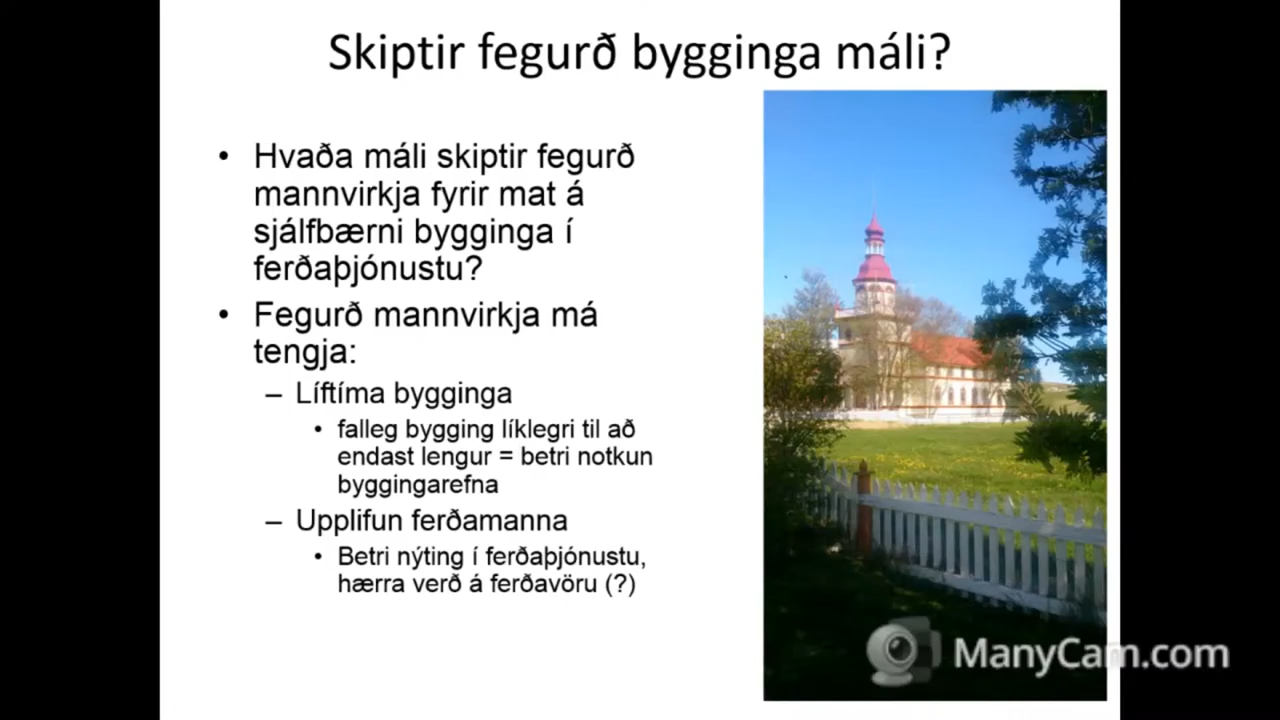 Skiptir fegurð bygginga máli?
• Hvaða máli skiptir fegurð
mannvirkja fyrir mat á
sjálfbærni bygginga í
ferðaþjónustu?
• Fegurð mannvirkja má
tengja:
– Líftíma bygginga
• falleg bygging líklegri til að
endast lengur = betri notkun
byggingarefna
– Upplifun ferðamanna
• Betri nýting í ferðaþjónustu,
hærra verð á ferðavöru (?)
ManyCam.com